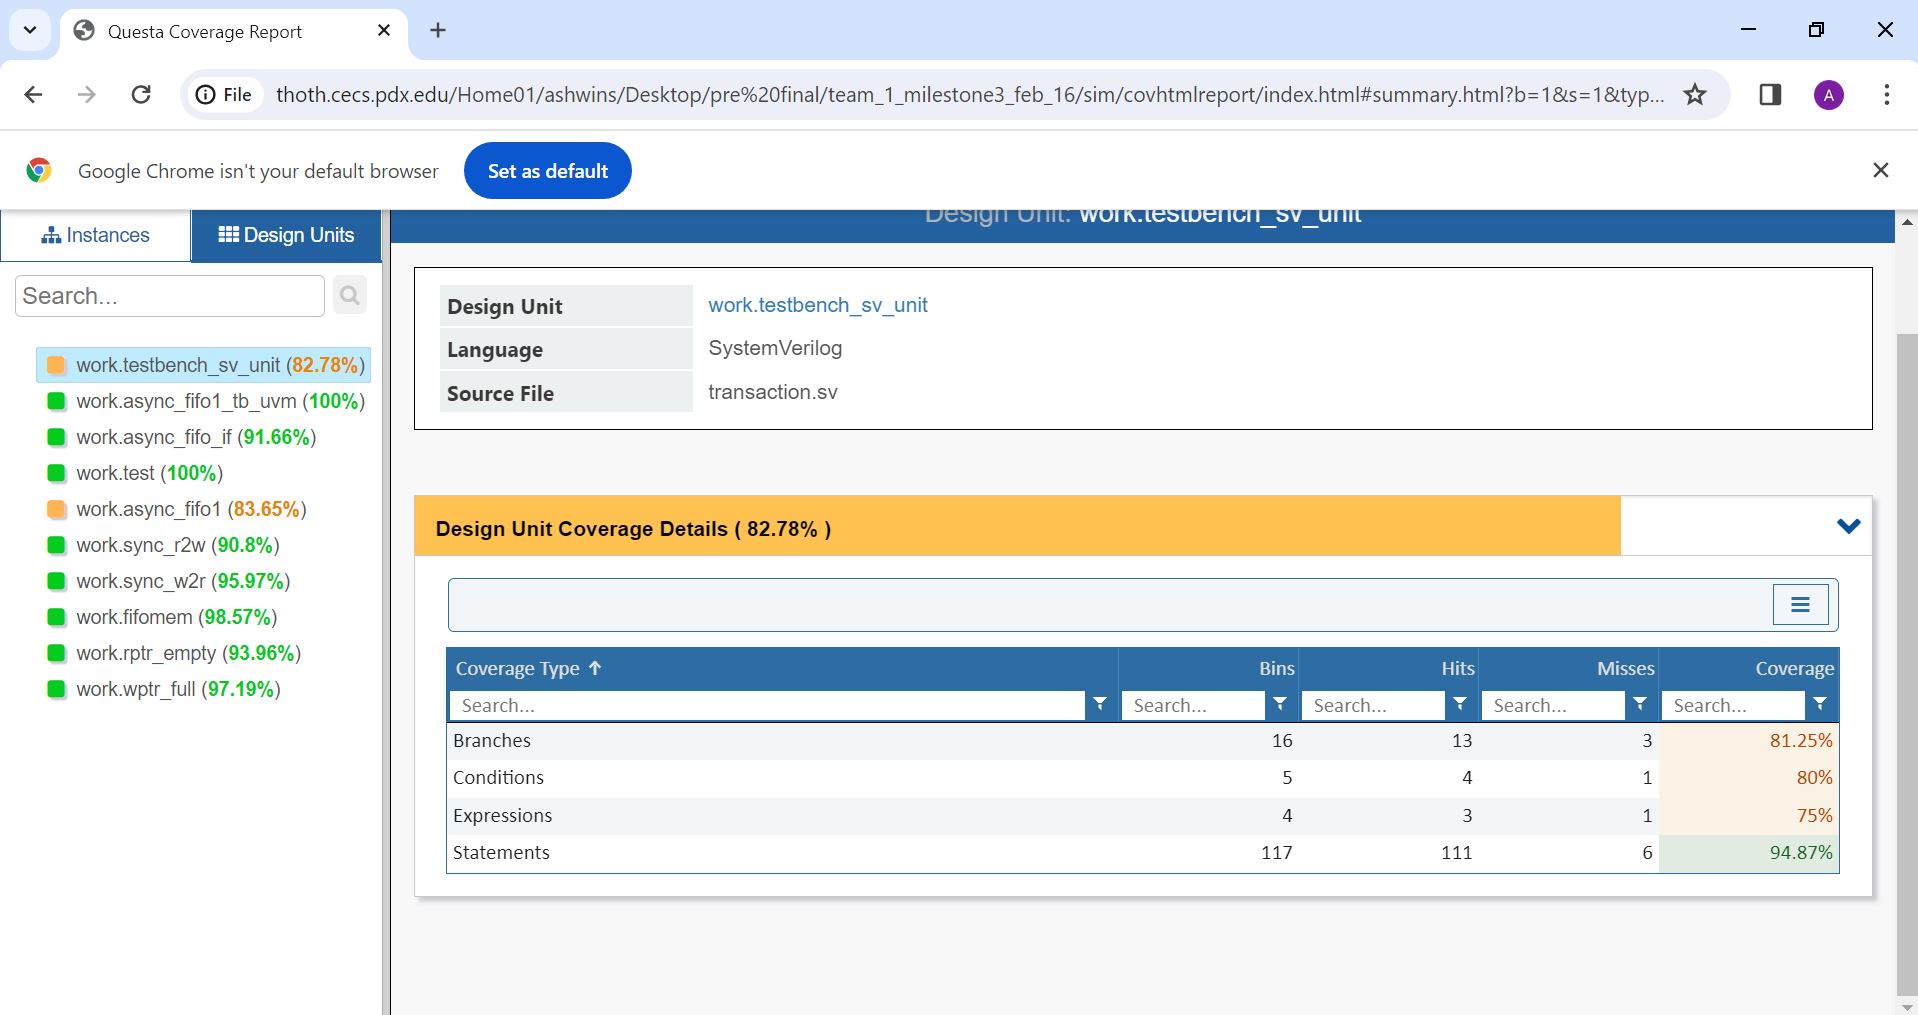 Questa Coverage Report
File
thoth.cecs.pdx.edu/Home01/ashwins/Desktop/pre%20final/team_1_milestone3_feb_16/sim/covhtmlreport/index.html#summary.html?b=1&s=1&typ...
A
Google Chrome isn't your default browser
Set as default
Instances
Design Units
Search...
work.testbench_sv_unit (82.78%)
work.async_fifo1_tb_uvm (100%)
work.async_fifo_if (91.66%)
work.test (100%)
work.async_fifo1 (83.65%)
work.sync_r2w (90.8%)
work.sync_w2r (95.97%)
work.fifomem (98.57%)
work.rptr_empty (93.96%)
work.wptr_full (97.19%)
Design Unit: work.testbench_sv_unit
Design Unit work.testbench_sv_unit
Language SystemVerilog
Source File transaction.sv
Design Unit Coverage Details ( 82.78% )
Coverage Type Bins Hits Misses Coverage
Search... Search... Search... Search... Search...
Branches 16 13 3 81.25%
Conditions 5 4 1 80%
Expressions 4 3 1 75%
Statements 117 111 6 94.87%